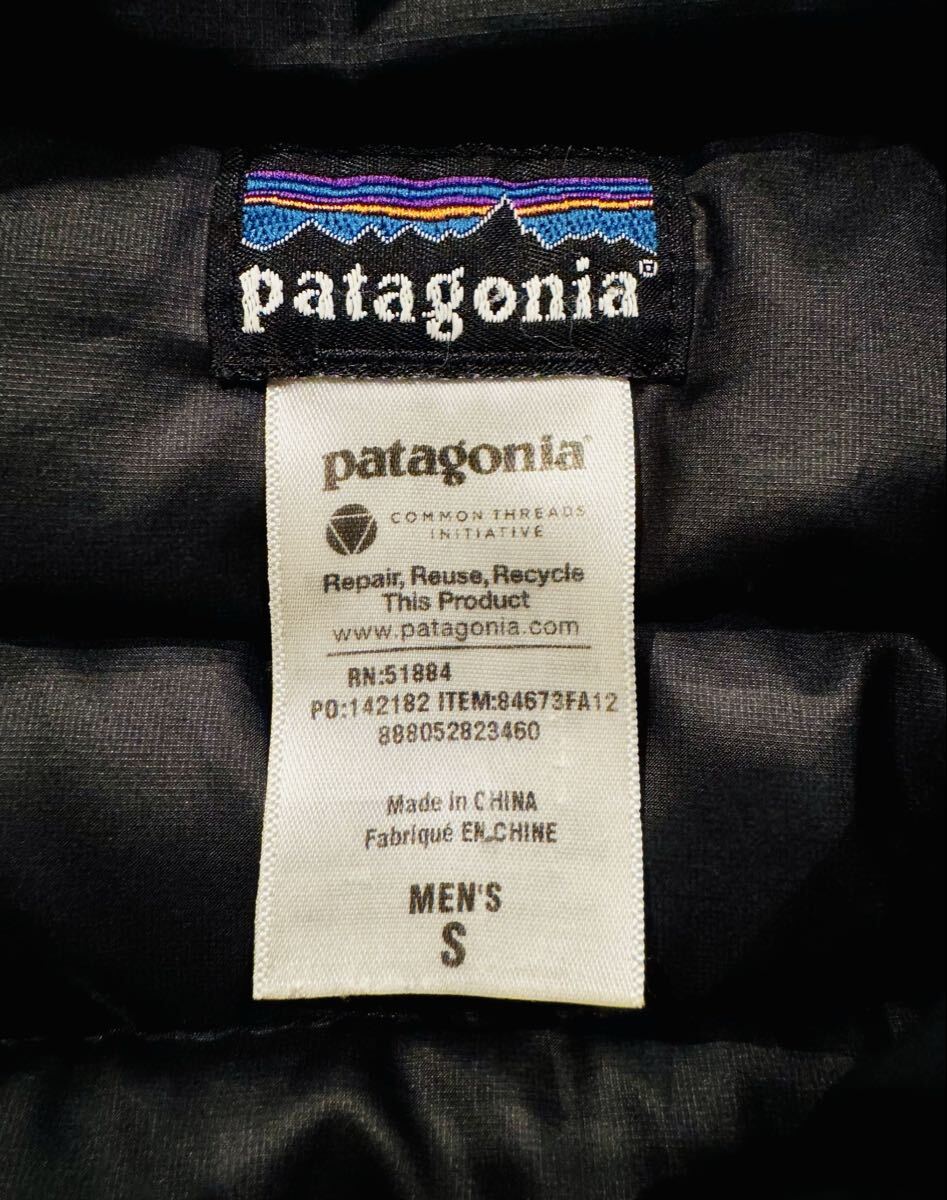 patagonia®
patagonia®
COMMON THREADS
INITIATIVE
Repair, Reuse, Recycle
This Product
www.patagonia.com
RN:51884
PO:142182 ITEM:84673FA12
888052823460
Made in CHINA
Fabriqué EN CHINE
MEN'S
S